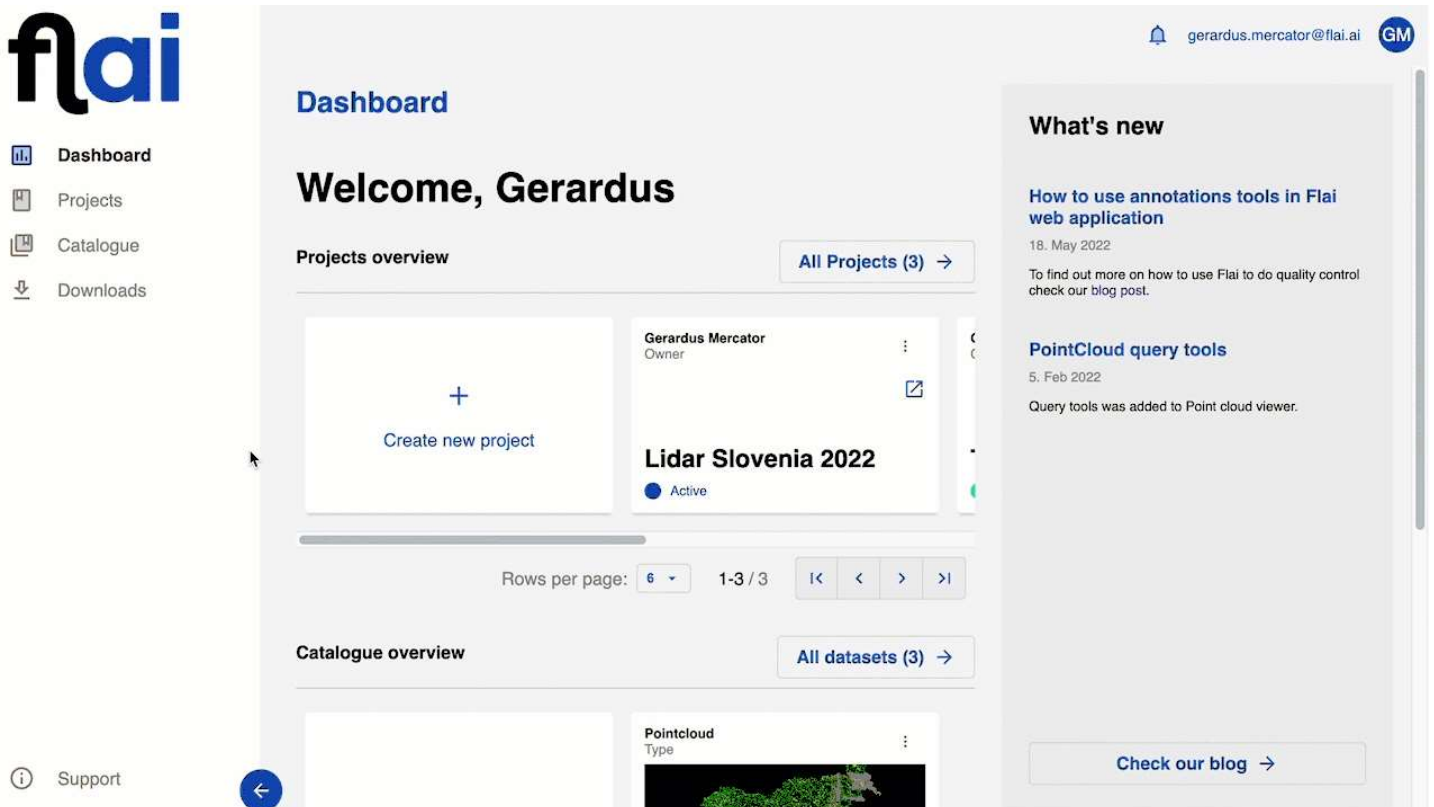 flai
Dashboard
Projects
Catalogue
Downloads
Support
gerardus.mercator@flai.ai
GM
Dashboard
Welcome, Gerardus
Projects overview
All Projects (3)
Create new project
Gerardus Mercator
Owner
Lidar Slovenia 2022
Active
Rows per page: 6 1-3 / 3
Catalogue overview
All datasets (3)
Pointcloud
Type
What's new
How to use annotations tools in Flai
web application
18. May 2022
To find out more on how to use Flai to do quality control
check our blog post.
PointCloud query tools
5. Feb 2022
Query tools was added to Point cloud viewer.
Check our blog